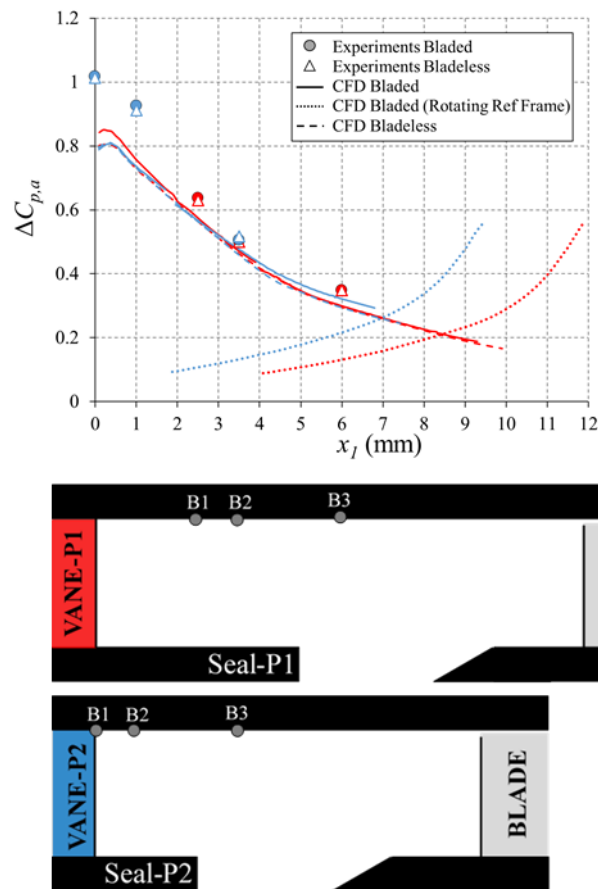 1.2
1
0.8
0.6
0.4
0.2
0
ΔCp,a
Experiments Bladed
Experiments Bladeless
CFD Bladed
CFD Bladed (Rotating Ref Frame)
CFD Bladeless
0 1 2 3 4 5 6 7 8 9 10 11 12
x1 (mm)
B1 B2 B3
VANE-P1
Seal-P1
B1 B2 B3
VANE-P2
BLADE
Seal-P2